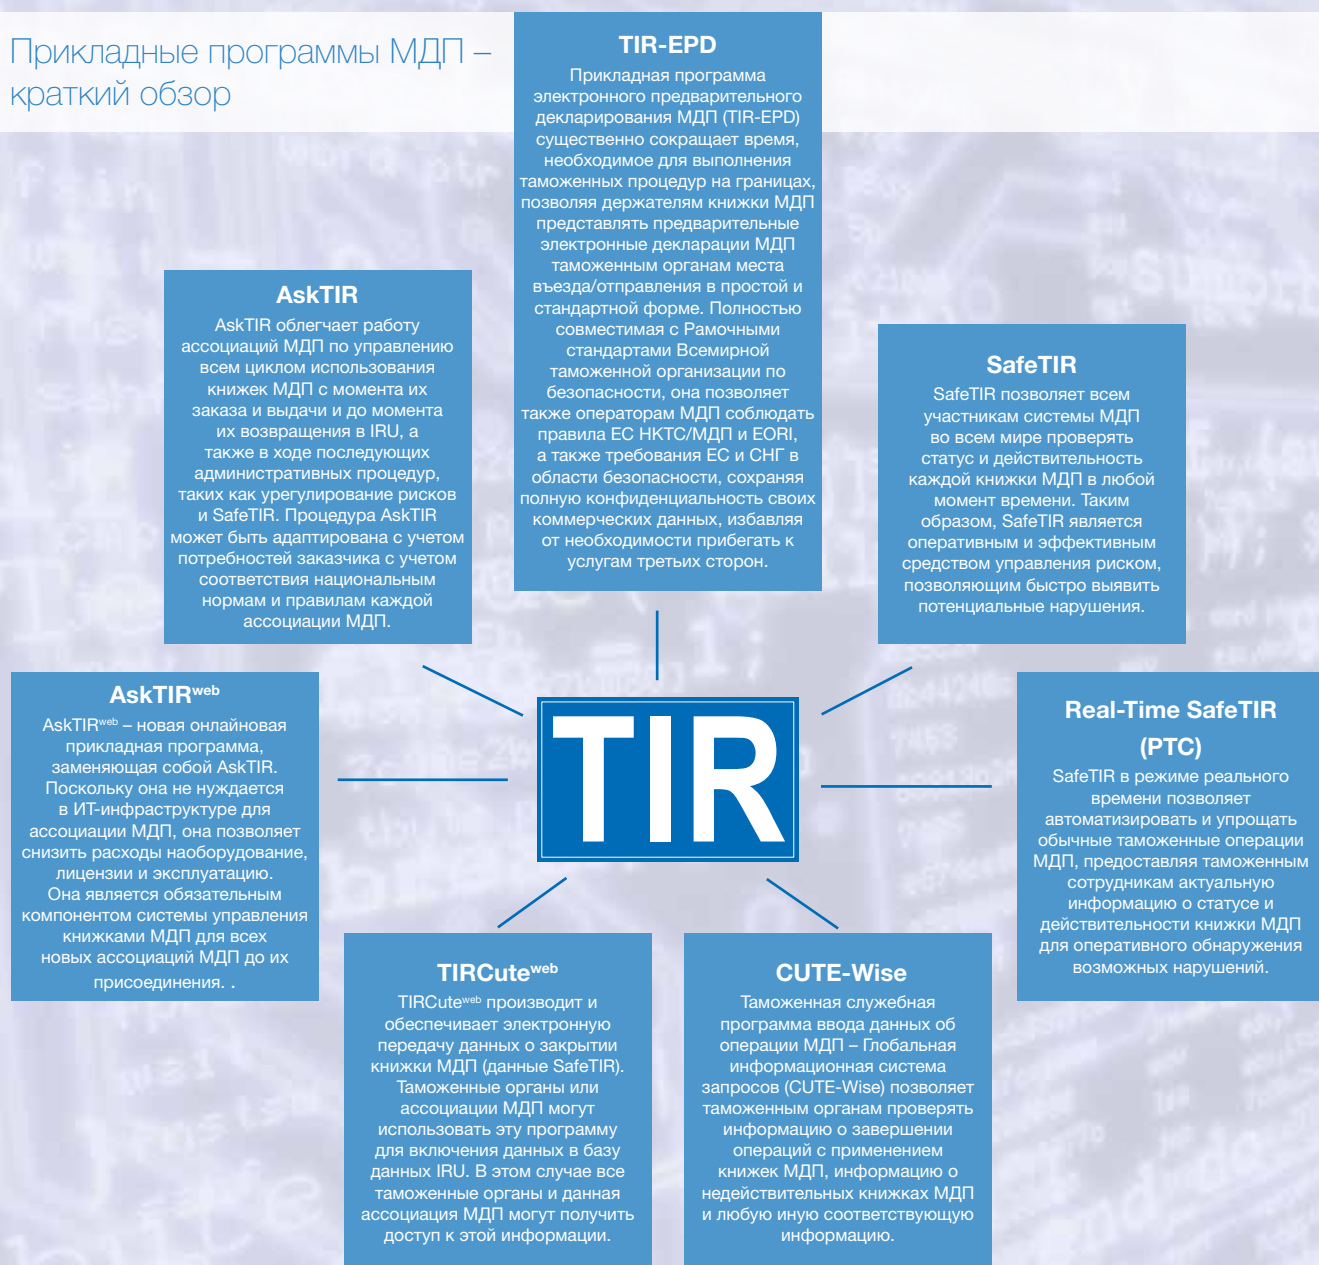 Прикладные программы МДП –
краткий обзор
TIR-EPD
Прикладная программа
электронного предварительного
декларирования МДП (TIR-EPD)
существенно сокращает время,
необходимое для выполнения
таможенных процедур на границах,
позволяя держателям книжки МДП
представлять предварительные
электронные декларации МДП
таможенным органам места
въезда/отправления в простой и
стандартной форме. Полностью
совместимая с Рамочными
стандартами Всемирной
таможенной организации по
безопасности, она позволяет
также операторам МДП соблюдать
правила ЕС НКТС/МДП и EORI,
а также требования ЕС и СНГ в
области безопасности, сохраняя
полную конфиденциальность своих
коммерческих данных, избавляя
от необходимости прибегать к
услугам третьих сторон.
AskTIR
AskTIR облегчает работу
ассоциаций МДП по управлению
всем циклом использования
книжек МДП с момента их
заказа и выдачи и до момента
их возвращения в IRU, а
также в ходе последующих
административных процедур,
таких как урегулирование рисков
и SafeTIR. Процедура AskTIR
может быть адаптирована с учетом
потребностей заказчика с учетом
соответствия национальным
нормам и правилам каждой
ассоциации МДП.
SafeTIR
SafeTIR позволяет всем
участникам системы МДП
во всем мире проверять
статус и действительность
каждой книжки МДП в любой
момент времени. Таким
образом, SafeTIR является
оперативным и эффективным
средством управления риском,
позволяющим быстро выявить
потенциальные нарушения.
AskTIRweb
AskTIRweb – новая онлайновая
прикладная программа,
заменяющая собой AskTIR.
Поскольку она не нуждается
в ИТ-инфраструктуре для
ассоциации МДП, она позволяет
снизить расходы наоборудование,
лицензии и эксплуатацию.
Она является обязательным
компонентом системы управления
книжками МДП для всех
новых ассоциаций МДП до их
присоединения. .
TIR
Real-Time SafeTIR
(РТС)
SafeTIR в режиме реального
времени позволяет
автоматизировать и упрощать
обычные таможенные операции
МДП, предоставляя таможенным
сотрудникам актуальную
информацию о статусе и
действительности книжки МДП
для оперативного обнаружения
возможных нарушений.
TIRCuteweb
TIRCuteweb производит и
обеспечивает электронную
передачу данных о закрытии
книжки МДП (данные SafeTIR).
Таможенные органы или
ассоциации МДП могут
использовать эту программу
для включения данных в базу
данных IRU. В этом случае все
таможенные органы и данная
ассоциация МДП могут получить
доступ к этой информации.
CUTE-Wise
Таможенная служебная
программа ввода данных об
операции МДП – Глобальная
информационная система
запросов (CUTE-Wise) позволяет
таможенным органам проверять
информацию о завершении
операций с применением
книжек МДП, информацию о
недействительных книжках МДП
и любую иную соответствующую
информацию.